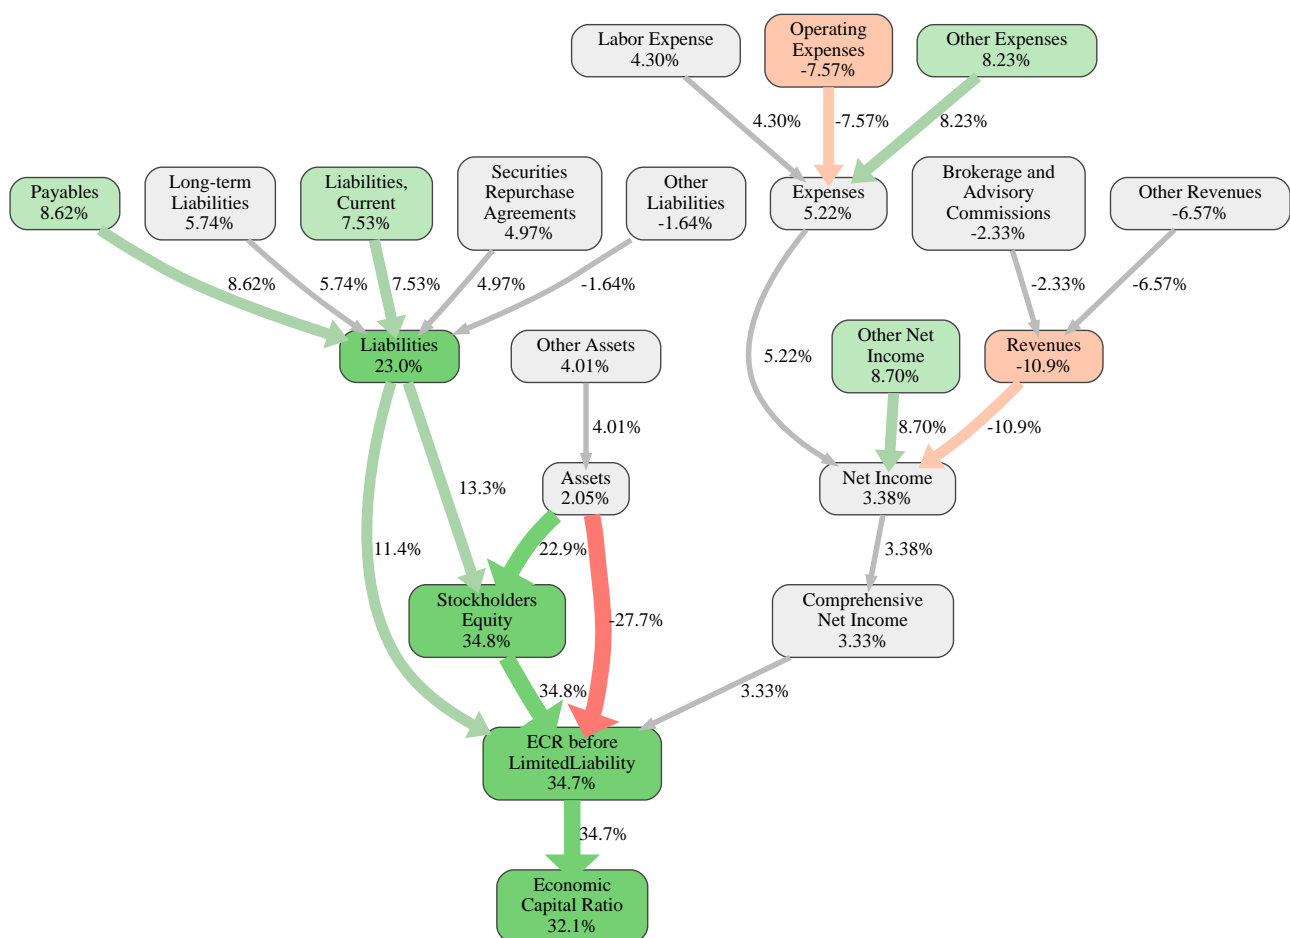 Labor Expense
4.30%
Operating
Expenses
-7.57%
Other Expenses
8.23%
4.30%
-7.57%
8.23%
Payables
8.62%
Long-term
Liabilities
5.74%
Liabilities,
Current
7.53%
Securities
Repurchase
Agreements
4.97%
Other
Liabilities
-1.64%
Expenses
5.22%
Brokerage and
Advisory
Commissions
-2.33%
Other Revenues
-6.57%
8.62%
5.74%
7.53%
4.97%
-1.64%
-2.33%
-6.57%
Liabilities
23.0%
Other Assets
4.01%
5.22%
Other Net
Income
8.70%
Revenues
-10.9%
4.01%
8.70%
-10.9%
13.3%
Assets
2.05%
Net Income
3.38%
11.4%
22.9%
3.38%
Stockholders
Equity
34.8%
-27.7%
Comprehensive
Net Income
3.33%
34.8%
3.33%
ECR before
LimitedLiability
34.7%
34.7%
Economic
Capital Ratio
32.1%